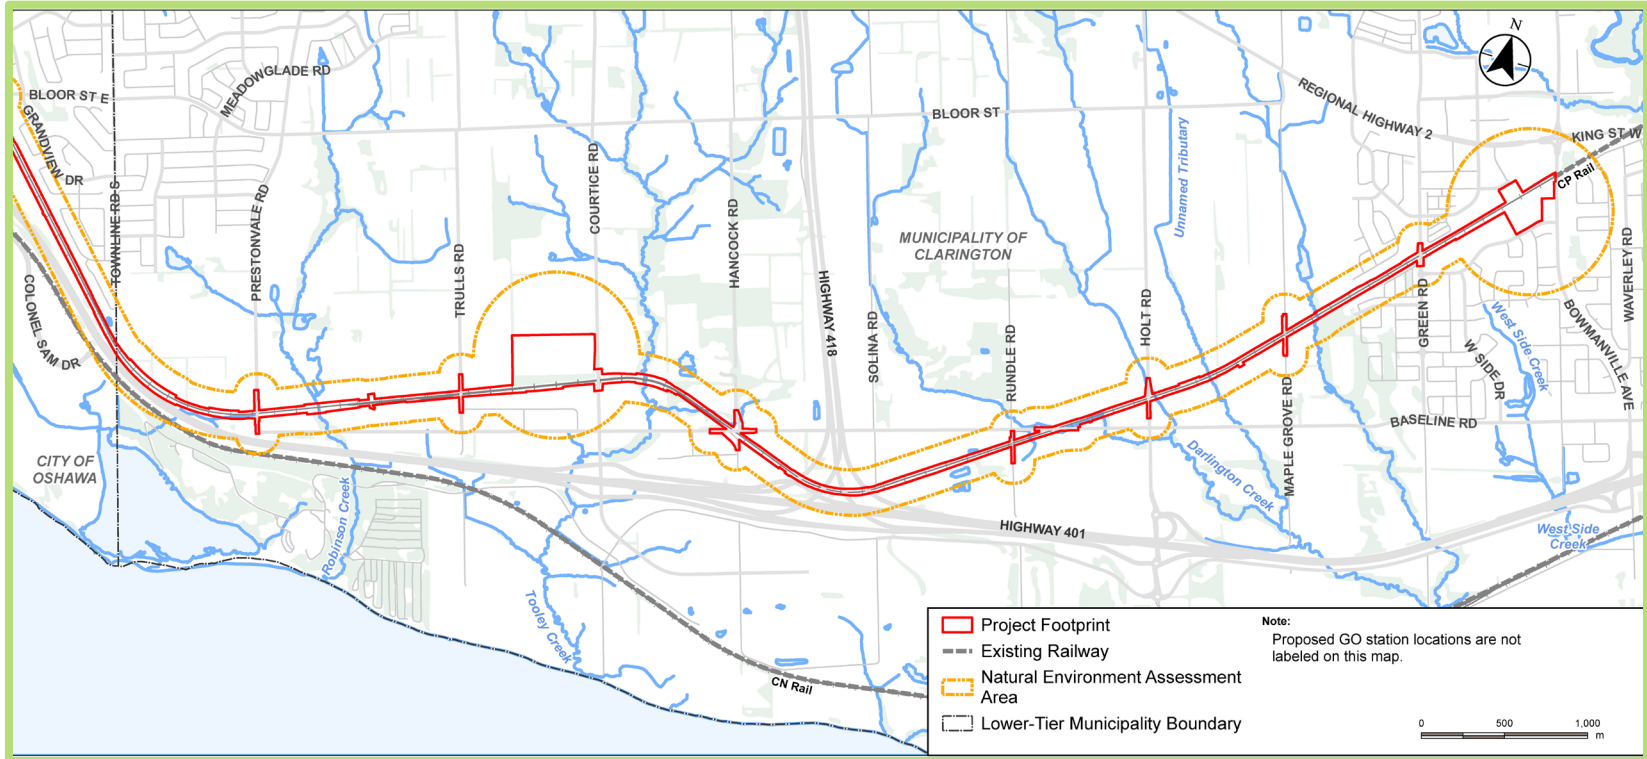 N
BLOOR ST E
MEADOWGLADE RD
GRANDVIEW DR
TOWNLINE RD S
PRESTONVALE RD
COLONEL SAM DR
TRULLS RD
COURTICE RD
HANCOCK RD
HIGHWAY 418
SOLINA RD
BLOOR ST
MUNICIPALITY OF
CLARINGTON
RUNDLE RD
HOLT RD
Unnamed Tributary
REGIONAL HIGHWAY 2
KING ST W
CP Rail
GREEN RD
MAPLE GROVE RD
West Side Creek
W SIDE DR
BOWMANVILLE AVE
WAVERLEY RD
BASELINE RD
Darlington Creek
West Side
Creek
CITY OF
OSHAWA
Robinson Creek
Tooley Creek
HIGHWAY 401
CN Rail
Project Footprint
Existing Railway
Natural Environment Assessment
Area
Lower-Tier Municipality Boundary
Note:
Proposed GO station locations are not
labeled on this map.
0 500 1,000
m